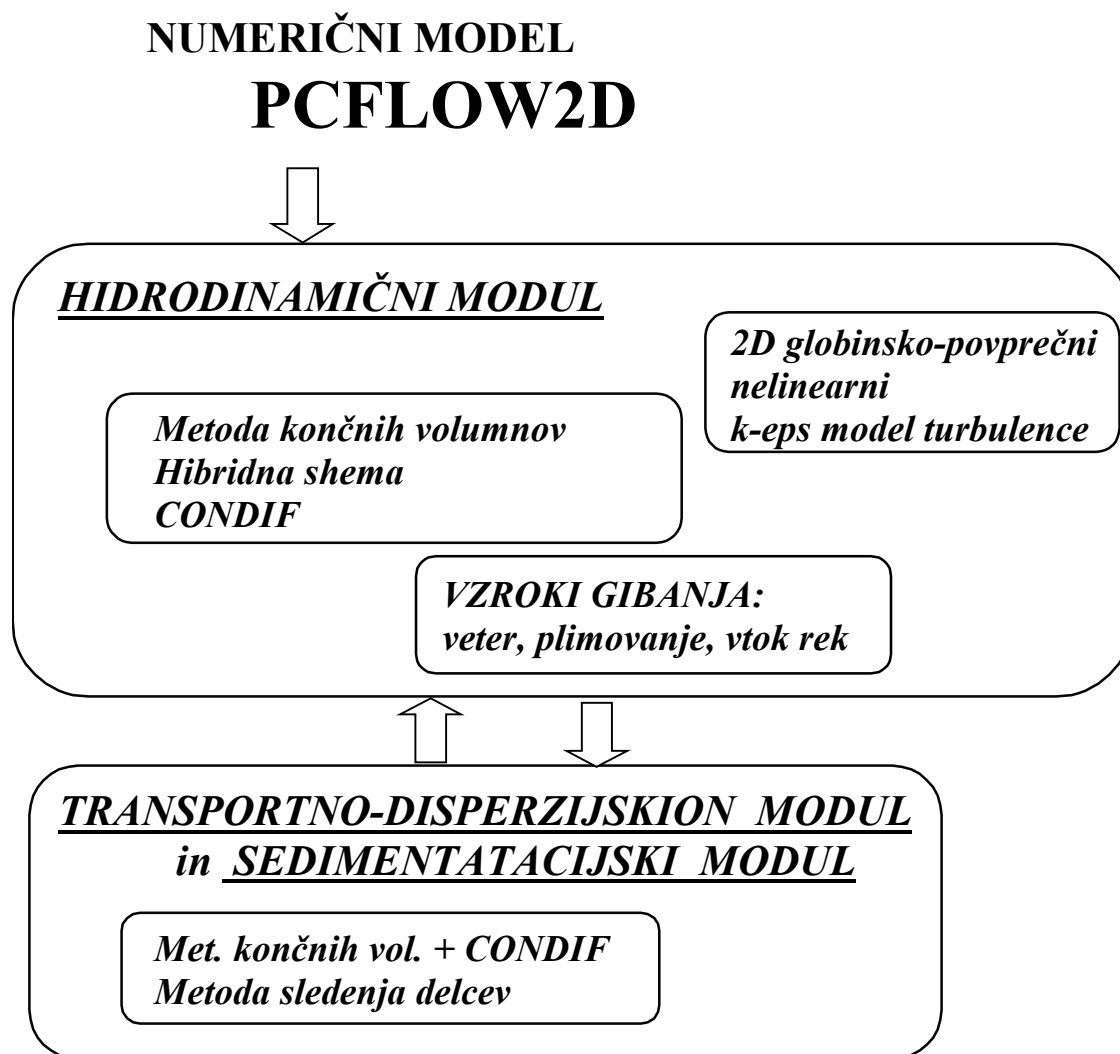 NUMERIČNI MODEL
PCFLOW2D
HIDRODINAMIČNI MODUL
2D globinsko-povprečni
nelinearni
k-eps model turbulence
Metoda končnih volumnov
Hibridna shema
CONDIF
VZROKI GIBANJA:
veter, plimovanje, vtok rek
TRANSPORTNO-DISPERZIJSKION MODUL
in SEDIMENTATACIJSKI MODUL
Met. končnih vol. + CONDIF
Metoda sledenja delcev